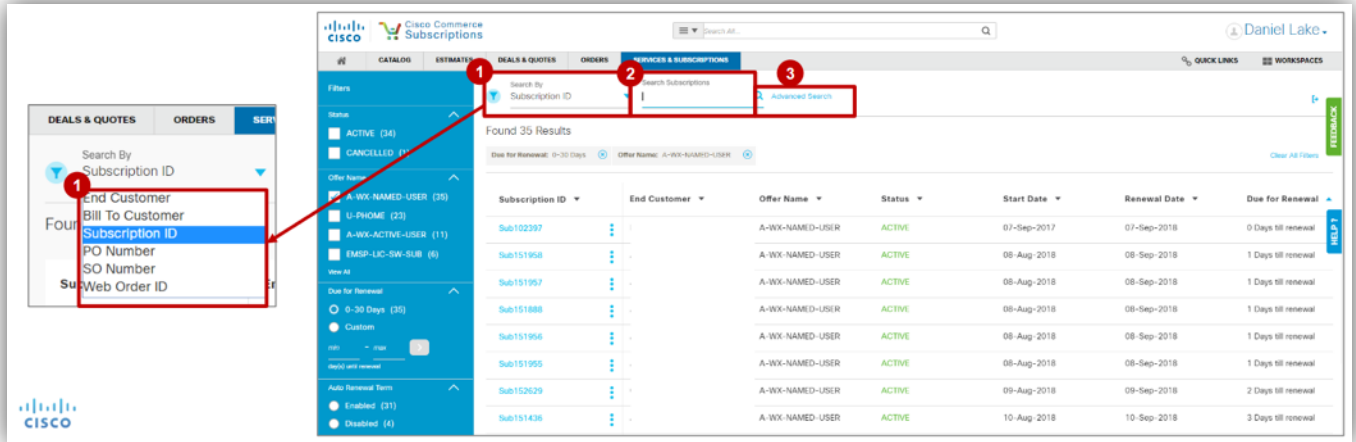 CISCO
Cisco Commerce
Subscriptions
Search All...
Daniel Lake
CATALOG ESTIMATES DEALS & QUOTES ORDERS SERVICES & SUBSCRIPTIONS QUICK LINKS WORKSPACES
1 2 3
Filters
Search By
Subscription ID
Search Subscriptions
Advanced Search
FEEDBACK
HELP ?
Status
ACTIVE (34)
CANCELLED
Offer Name
A-WX-NAMED-USER (35)
U-PHOME (23)
A-WX-ACTIVE-USER (11)
EMSP-LIC-SW-SUB (6)
View All
Due for Renewal
0-30 Days (35)
Custom
min - max
day(s) until renewal
Auto Renewal Term
Enabled (31)
Disabled (4)
Found 35 Results
Due for Renewal: 0-30 Days Offer Name: A-WX-NAMED-USER Clear All Filters
Subscription ID End Customer Offer Name Status Start Date Renewal Date Due for Renewal
Sub102397 . A-WX-NAMED-USER ACTIVE 07-Sep-2017 07-Sep-2018 0 Days till renewal
Sub151958 . A-WX-NAMED-USER ACTIVE 08-Aug-2018 08-Sep-2018 1 Days till renewal
Sub151957 . A-WX-NAMED-USER ACTIVE 08-Aug-2018 08-Sep-2018 1 Days till renewal
Sub151888 . A-WX-NAMED-USER ACTIVE 08-Aug-2018 08-Sep-2018 1 Days till renewal
Sub151956 . A-WX-NAMED-USER ACTIVE 08-Aug-2018 08-Sep-2018 1 Days till renewal
Sub151955 . A-WX-NAMED-USER ACTIVE 08-Aug-2018 08-Sep-2018 1 Days till renewal
Sub152629 . A-WX-NAMED-USER ACTIVE 09-Aug-2018 09-Sep-2018 2 Days till renewal
Sub151436 . A-WX-NAMED-USER ACTIVE 10-Aug-2018 10-Sep-2018 3 Days till renewal
DEALS & QUOTES ORDERS SERV
Search By
Subscription ID
1
End Customer
Bill To Customer
Four
Subscription ID
PO Number
SO Number
Su
Web Order ID
CISCO